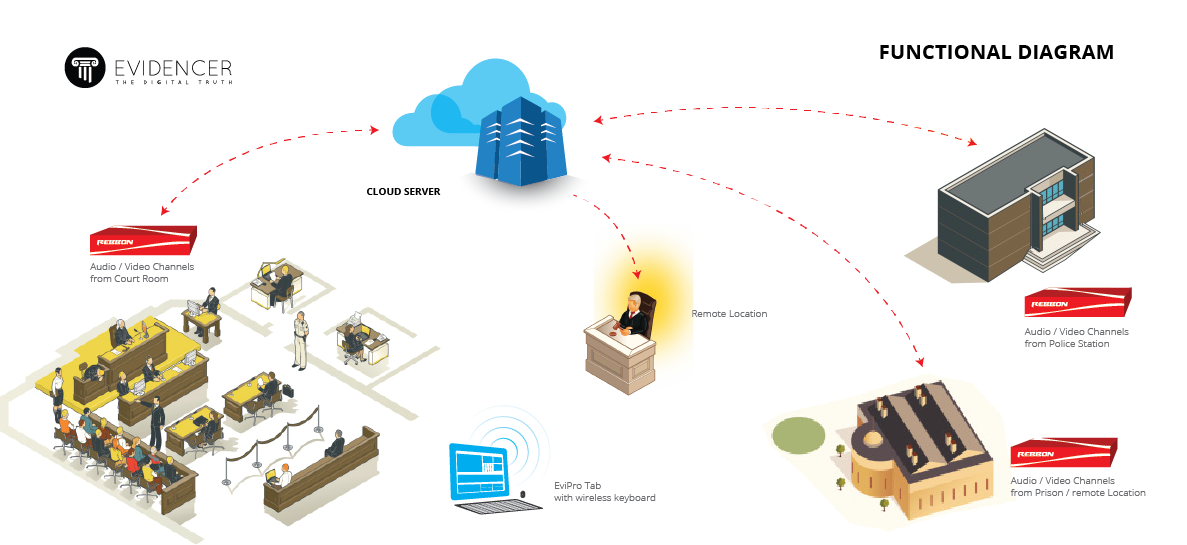 EVIDENCER
THE DIGITAL TRUTH
FUNCTIONAL DIAGRAM
CLOUD SERVER
REBBON
Audio / Video Channels
from Court Room
Remote Location
REBBON
Audio / Video Channels
from Police Station
EviPro Tab
with wireless keyboard
REBBON
Audio / Video Channels
from Prison / remote Location